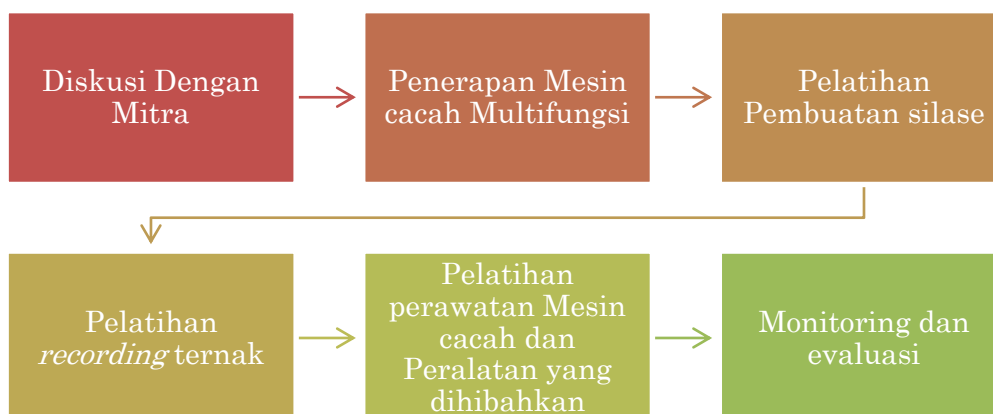 Diskusi Dengan
Mitra
Penerapan Mesin
cacah Multifungsi
Pelatihan
Pembuatan silase
Pelatihan
recording ternak
Pelatihan
perawatan Mesin
cacah dan
Peralatan yang
dihibahkan
Monitoring dan
evaluasi